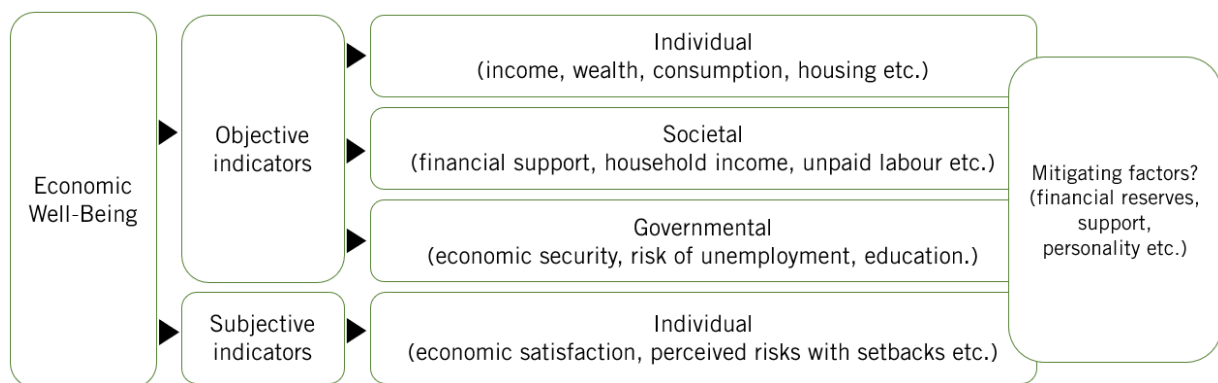 Economic
Well-Being
Objective
indicators
Subjective
indicators
Individual
(income, wealth, consumption, housing etc.)
Societal
(financial support, household income, unpaid labour etc.)
Governmental
(economic security, risk of unemployment, education.)
Individual
(economic satisfaction, perceived risks with setbacks etc.)
Mitigating factors?
(financial reserves,
support,
personality etc.)